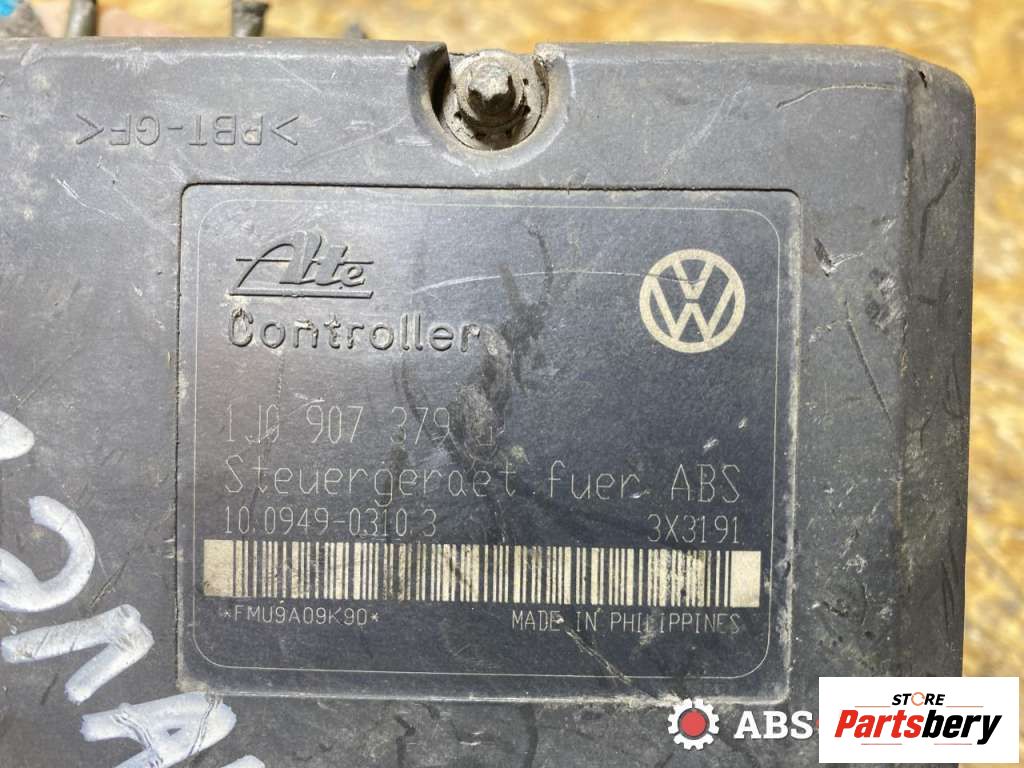 >PBT-GF<
Ate
Controller
1J0 907 379
Steuergeraet fuer ABS
10.0949-0310.3 3X3191
*FMU9A09K90*
MADE IN PHILIPPINES
ABS
STORE
Partsbery